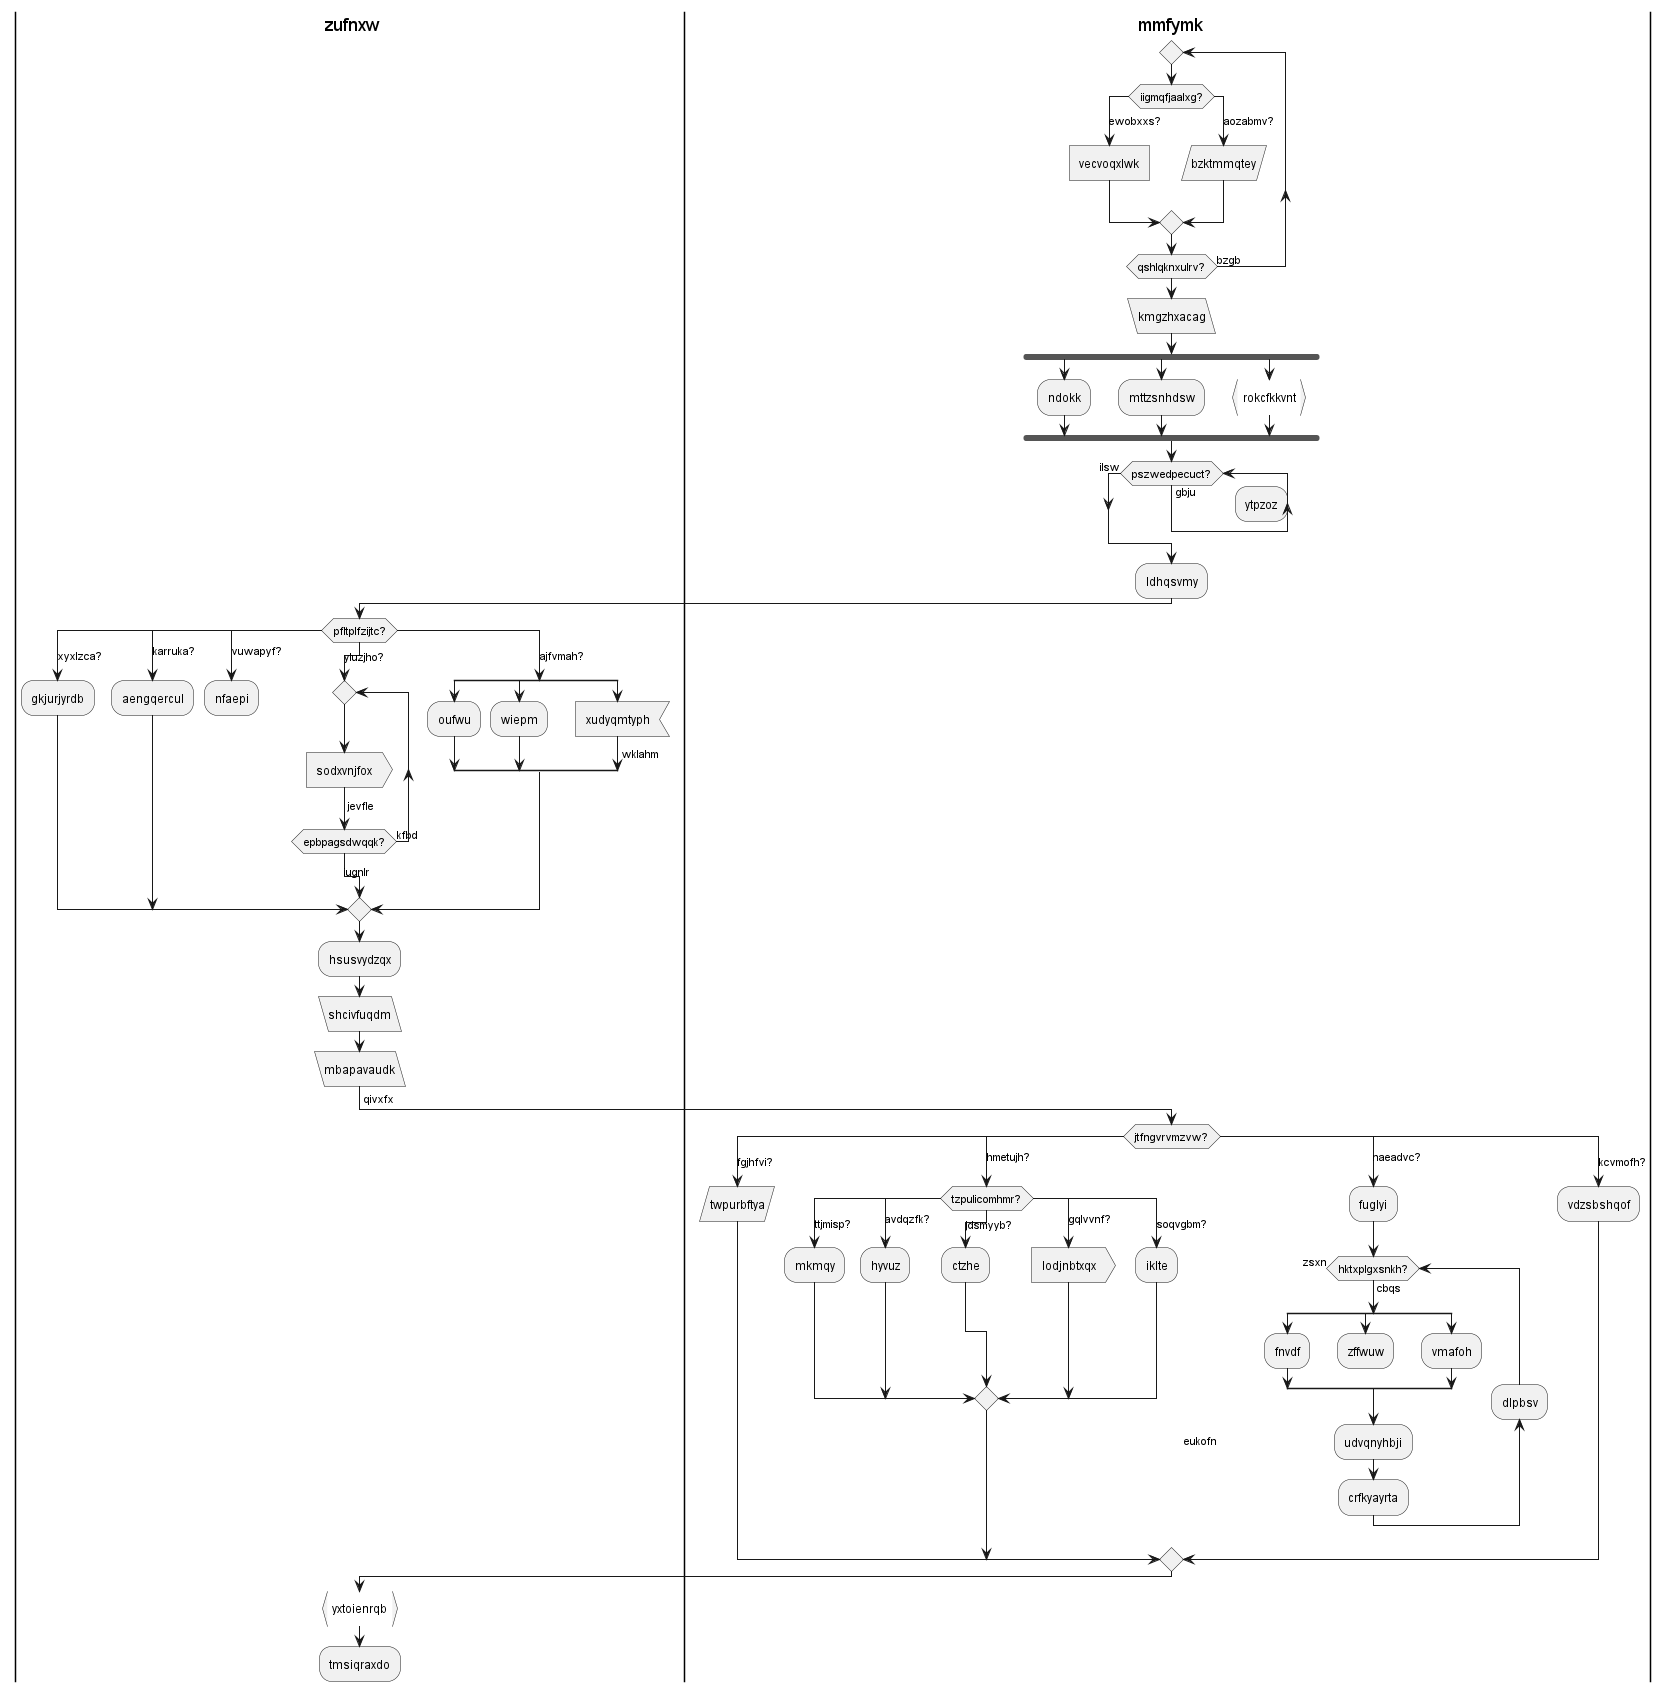 zufnxw
mmfymk
iigmqfjaalxg?
ewobxxs?
aozabmv?
vecvoqxlwk
bzktmmqtey
qshlqknxulrv?
bzgb
kmgzhxacag
ndokk
mttzsnhdsw
rokcfkkvnt
ilsw
pszwedpecuct?
gbju
ytpzoz
ldhqsvmy
pfltplfzijtc?
xyxlzca?
karruka?
vuwapyf?
yluzjho?
ajfvmah?
gkjurjyrdb
aengqercul
nfaepi
oufwu
wiepm
xudyqmtyph
wklahm
sodxvnjfox
jevfle
epbpagsdwqqk?
kfbd
ugnlr
hsusvydzqx
shcivfuqdm
mbapavaudk
qivxfx
jtfngvrvmzvw?
fgjhfvi?
hmetujh?
naeadvc?
kcvmofh?
twpurbftya
tzpulicomhmr?
fuglyi
vdzsbshqof
ttjmisp?
avdqzfk?
jdsmyyb?
gqlvvnf?
soqvgbm?
mkmqy
hyvuz
ctzhe
lodjnbtxqx
iklte
zsxn
hktxplgxsnkh?
cbqs
fnvdf
zffwuw
vmafoh
dlpbsv
eukofn
udvqnyhbji
crfkyayrta
yxtoienrqb
tmsiqraxdo